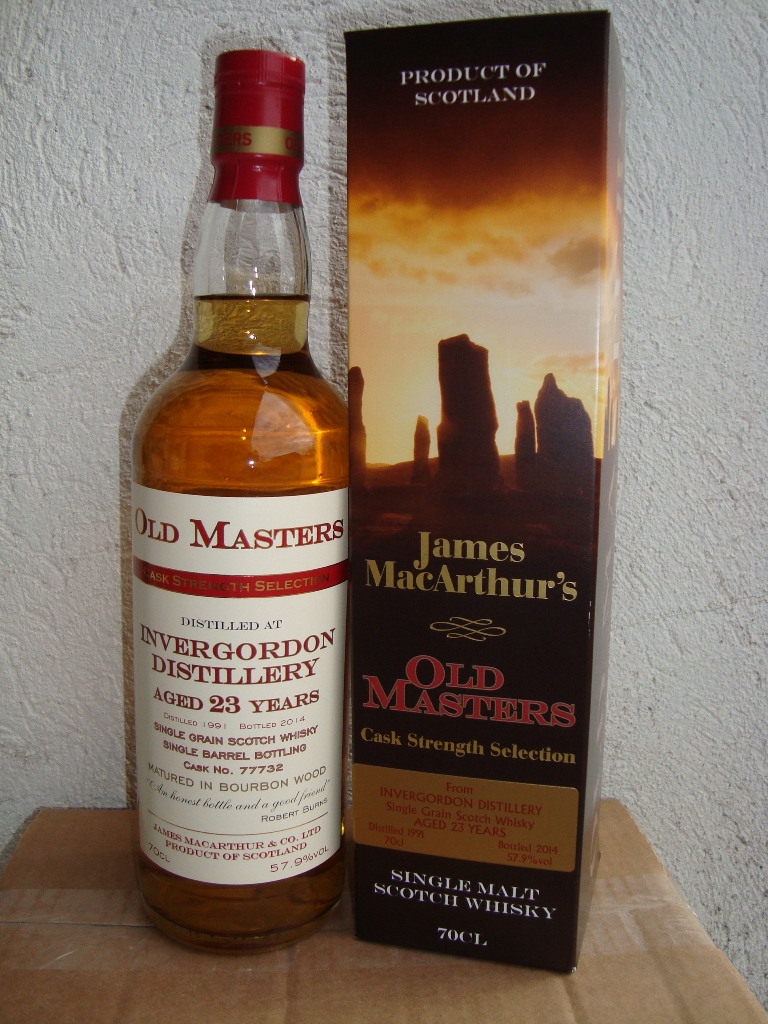 ERS O
OLD MASTERS
CASK STRENGTH SELECTION
DISTILLED AT
INVERGORDON
DISTILLERY
AGED 23 YEARS
DISTILLED 1991 BOTTLED 2014
SINGLE GRAIN SCOTCH WHISKY
SINGLE BARREL BOTTLING
CASK NO. 77732
MATURED IN BOURBON WOOD
"An honest bottle and a good friend"
ROBERT BURNS
JAMES MACARTHUR & CO. LTD
PRODUCT OF SCOTLAND
70CL 57.9%VOL
PRODUCT OF
SCOTLAND
James
MacArthur's
OLD
MASTERS
Cask Strength Selection
From
INVERGORDON DISTILLERY
Single Grain Scotch Whisky
AGED 23 YEARS
Distilled 1991 Bottled 2014
70cl 57.9%vol
SINGLE MALT
SCOTCH WHISKY
70CL